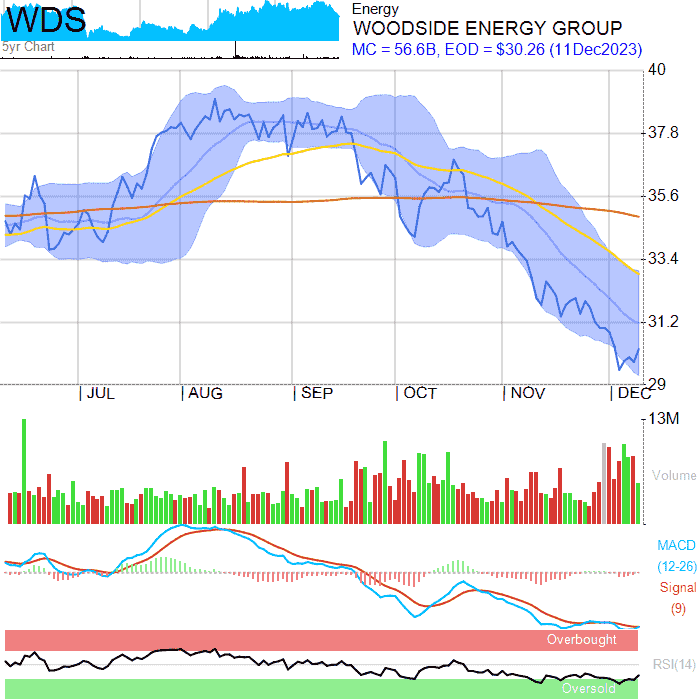 WDS
Energy
WOODSIDE ENERGY GROUP
5yr Chart
MC = 56.6B, EOD = $30.26 (11Dec2023)
40
37.8
35.6
33.4
31.2
29
JUL AUG SEP OCT NOV DEC
13M
Volume
MACD
(12-26)
Signal
(9)
Overbought
RSI(14)
Oversold